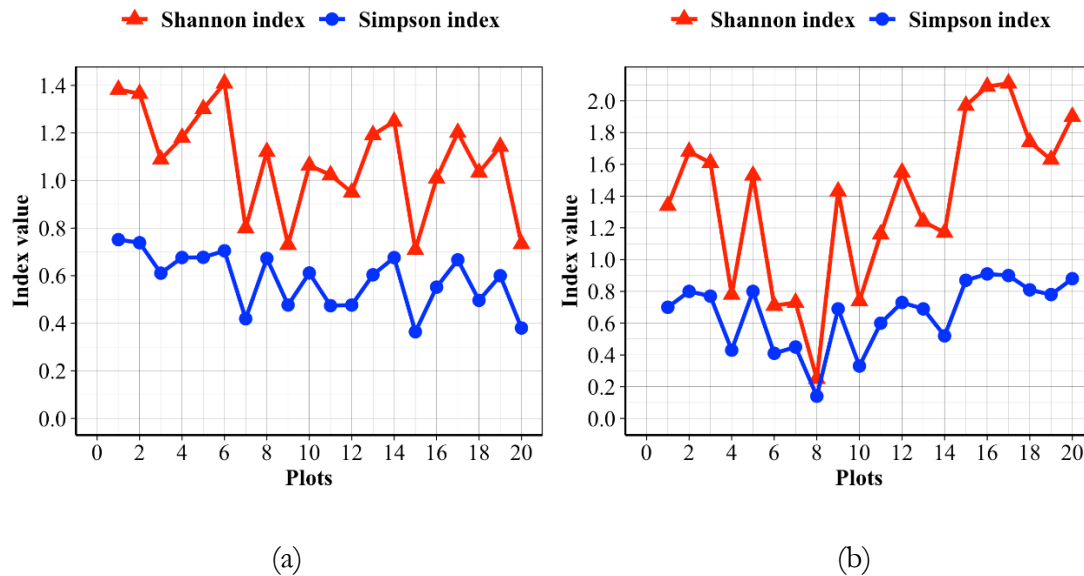 Shannon index Simpson index
Index value
1.4
1.2
1.0
0.8
0.6
0.4
0.2
0.0
0 2 4 6 8 10 12 14 16 18 20
Plots
(a)
Shannon index Simpson index
Index value
2.0
1.8
1.6
1.4
1.2
1.0
0.8
0.6
0.4
0.2
0.0
0 2 4 6 8 10 12 14 16 18 20
Plots
(b)